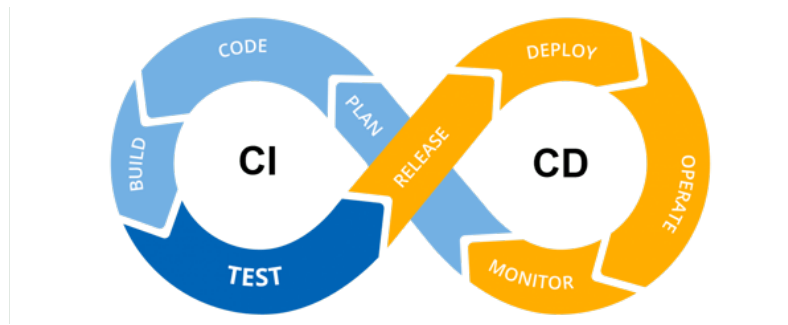 CODE
DEPLOY
PLAN
BUILD
CI
RELEASE
CD
OPERATE
TEST
MONITOR